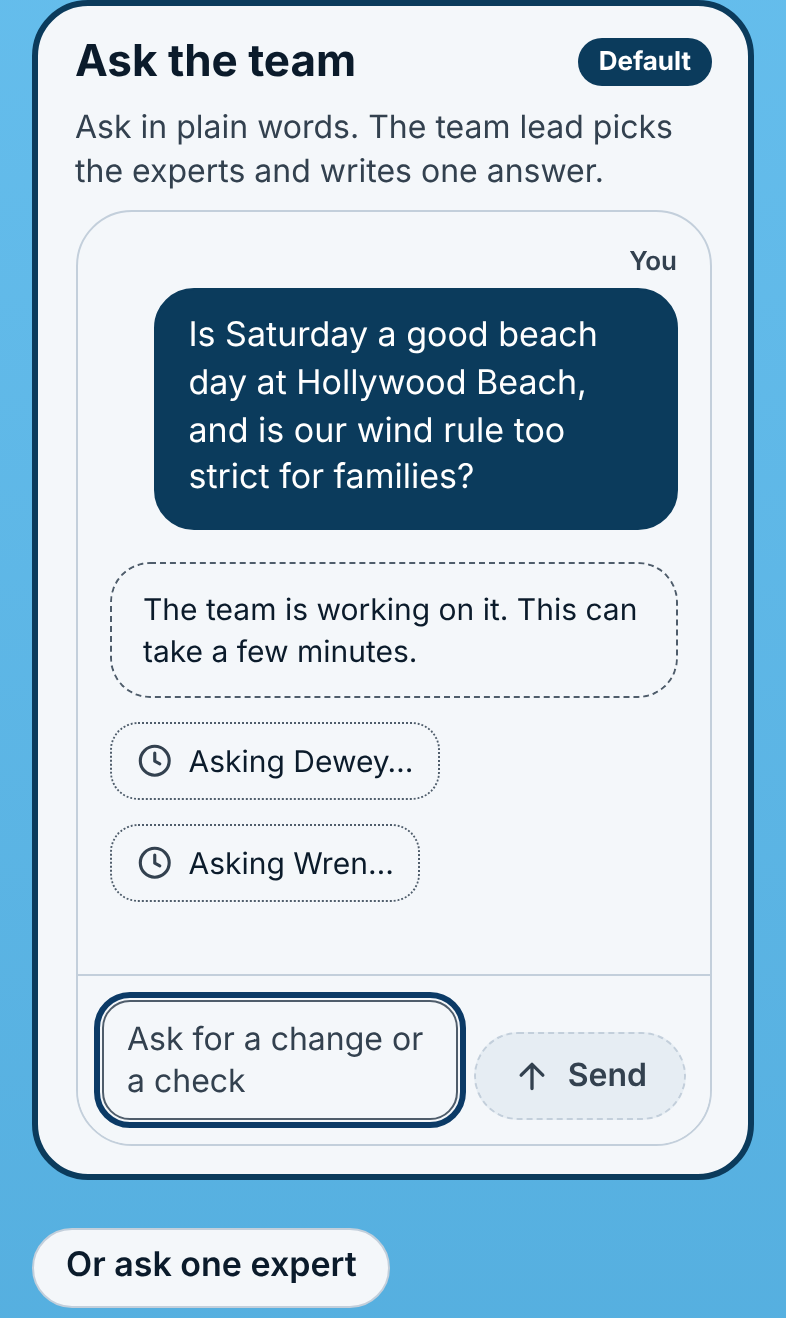 Ask the team
Default
Ask in plain words. The team lead picks
the experts and writes one answer.
You
Is Saturday a good beach
day at Hollywood Beach,
and is our wind rule too
strict for families?
The team is working on it. This can
take a few minutes.
Asking Dewey...
Asking Wren...
Ask for a change or
a check
Send
Or ask one expert